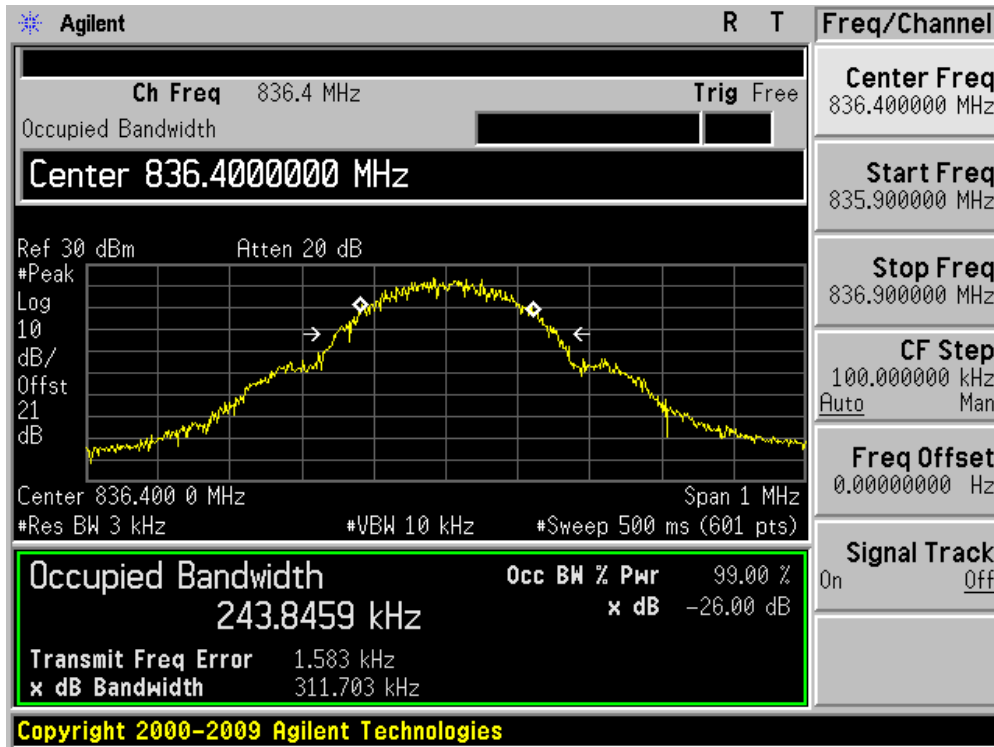 Agilent R T
Ch Freq 836.4 MHz Trig Free
Occupied Bandwidth
Center 836.4000000 MHz
Ref 30 dBm Atten 20 dB
#Peak
Log
10
dB/
Offst
21
dB
Center 836.400 0 MHz Span 1 MHz
#Res BW 3 kHz #VBW 10 kHz #Sweep 500 ms (601 pts)
Occupied Bandwidth
243.8459 kHz
Occ BW % Pwr 99.00 %
x dB -26.00 dB
Transmit Freq Error 1.583 kHz
x dB Bandwidth 311.703 kHz
Copyright 2000-2009 Agilent Technologies
Freq/Channel
Center Freq
836.400000 MHz
Start Freq
835.900000 MHz
Stop Freq
836.900000 MHz
CF Step
100.000000 kHz
Auto Man
Freq Offset
0.00000000 Hz
Signal Track
On Off